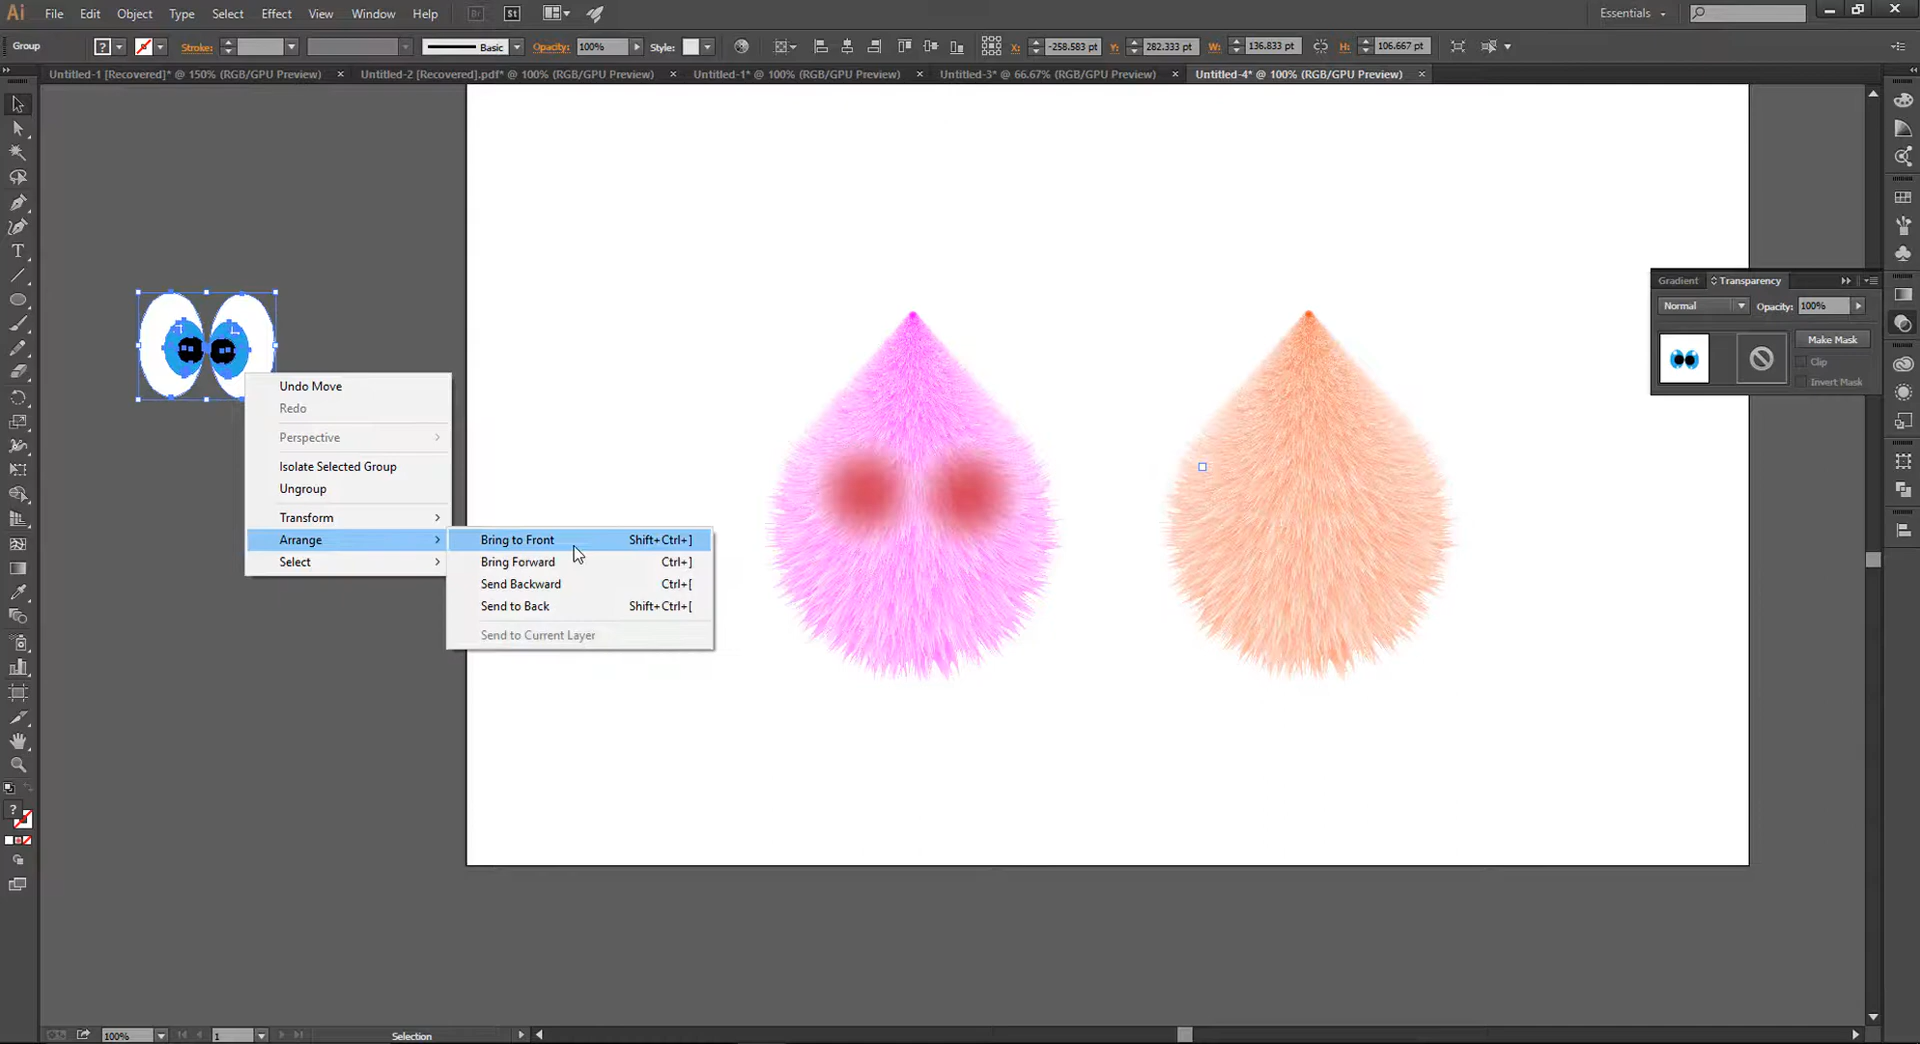 Ai File Edit Object Type Select Effect View Window Help Br St Essentials
Group Stroke: Basic Opacity: 100% Style: X: -258.583 pt Y: 282.333 pt W: 136.833 pt H: 106.667 pt
Untitled-1 [Recovered]* @ 150% (RGB/GPU Preview) × Untitled-2 [Recovered].pdf* @ 100% (RGB/GPU Preview) × Untitled-1* @ 100% (RGB/GPU Preview) × Untitled-3* @ 66.67% (RGB/GPU Preview) × Untitled-4* @ 100% (RGB/GPU Preview) ×
Gradient Transparency
Normal Opacity: 100%
Make Mask
Clip
Invert Mask
Undo Move
Redo
Perspective
Isolate Selected Group
Ungroup
Transform
Arrange
Select
Bring to Front Shift+Ctrl+]
Bring Forward Ctrl+]
Send Backward Ctrl+[
Send to Back Shift+Ctrl+[
Send to Current Layer
100% 1 Selection